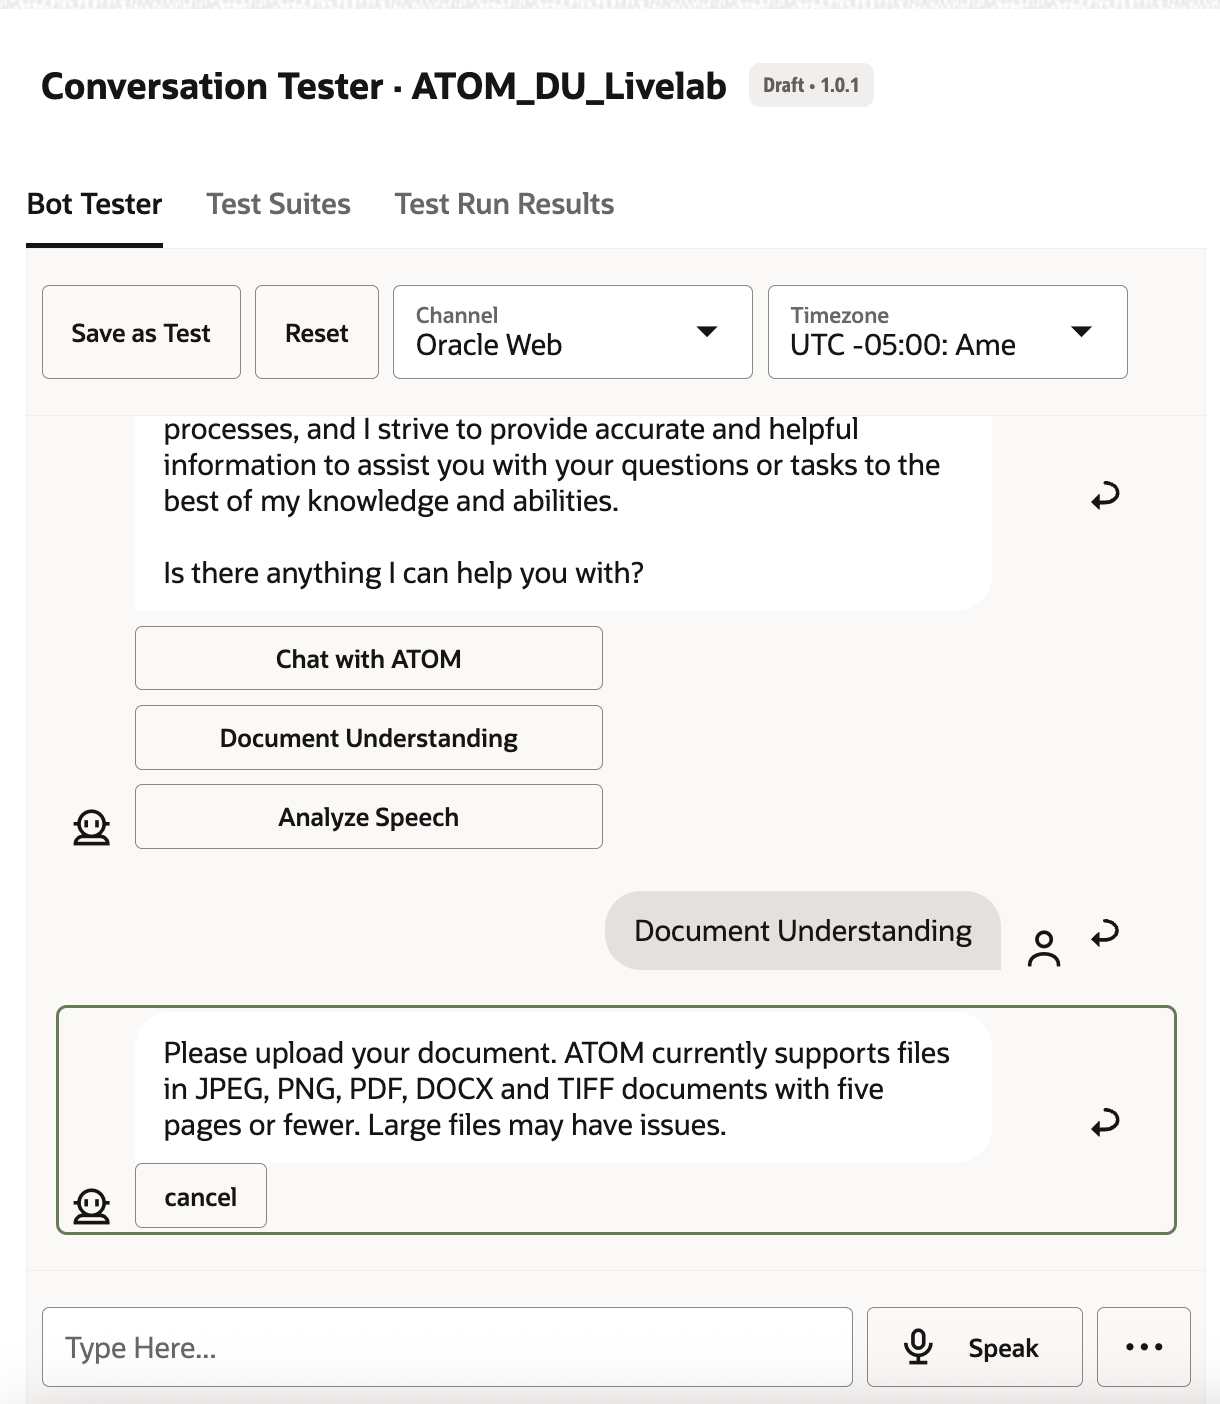 Conversation Tester · ATOM_DU_Livelab
Draft • 1.0.1
Bot Tester
Test Suites
Test Run Results
Save as Test
Reset
Channel
Oracle Web
Timezone
UTC -05:00: Ame
processes, and I strive to provide accurate and helpful
information to assist you with your questions or tasks to the
best of my knowledge and abilities.
Is there anything I can help you with?
Chat with ATOM
Document Understanding
Analyze Speech
Document Understanding
Please upload your document. ATOM currently supports files
in JPEG, PNG, PDF, DOCX and TIFF documents with five
pages or fewer. Large files may have issues.
cancel
Type Here...
Speak